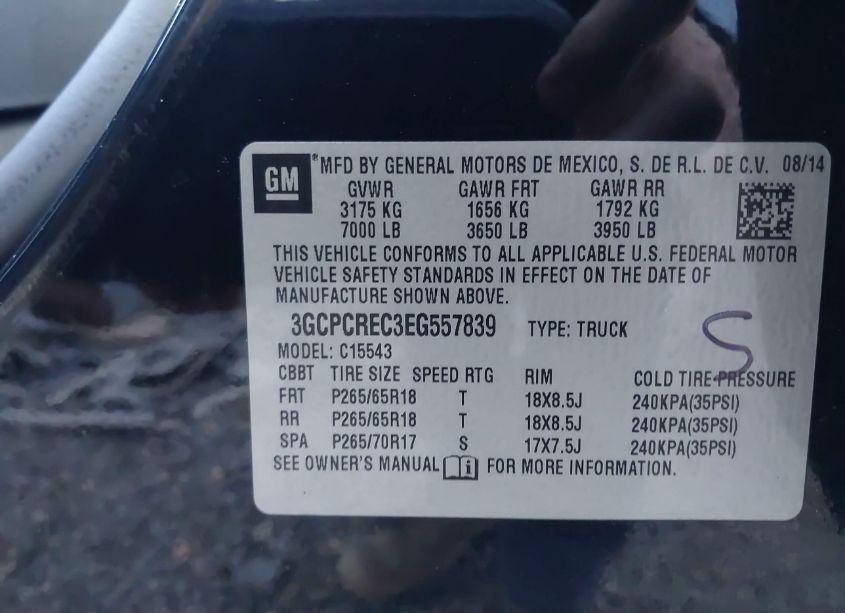 GM ® MFD BY GENERAL MOTORS DE MEXICO, S. DE R.L. DE C.V. 08/14
GVWR GAWR FRT GAWR RR
3175 KG 1656 KG 1792 KG
7000 LB 3650 LB 3950 LB
THIS VEHICLE CONFORMS TO ALL APPLICABLE U.S. FEDERAL MOTOR
VEHICLE SAFETY STANDARDS IN EFFECT ON THE DATE OF
MANUFACTURE SHOWN ABOVE.
3GCPCREC3EG557839 TYPE: TRUCK
S
MODEL: C15543
CBBT TIRE SIZE SPEED RTG RIM COLD TIRE PRESSURE
FRT P265/65R18 T 18X8.5J 240KPA(35PSI)
RR P265/65R18 T 18X8.5J 240KPA(35PSI)
SPA P265/70R17 S 17X7.5J 240KPA(35PSI)
SEE OWNER'S MANUAL i FOR MORE INFORMATION.